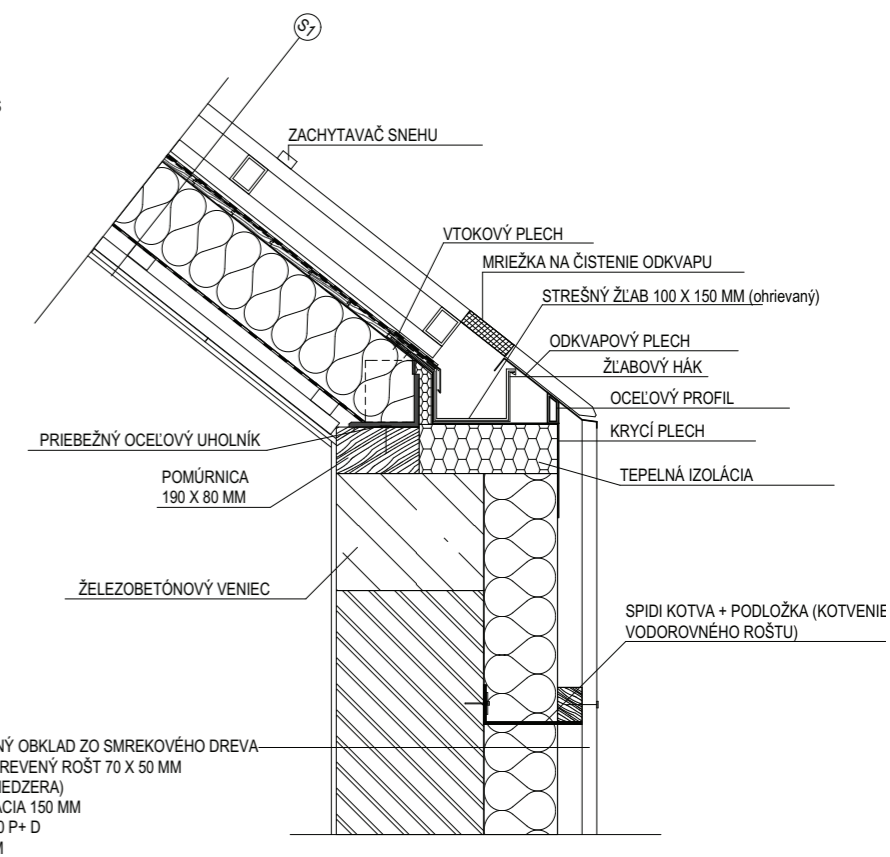 S1
ZACHYTAVAČ SNEHU
VTOKOVÝ PLECH
MRIEŽKA NA ČISTENIE ODKVAPU
STREŠNÝ ŽĽAB 100 X 150 MM (ohrievaný)
ODKVAPOVÝ PLECH
ŽĽABOVÝ HÁK
OCEĽOVÝ PROFIL
KRYCÍ PLECH
PRIEBEŽNÝ OCEĽOVÝ UHOLNÍK
TEPELNÁ IZOLÁCIA
POMÚRNICA
190 X 80 MM
ŽELEZOBETÓNOVÝ VENIEC
SPIDI KOTVA + PODLOŽKA (KOTVENIE
VODOROVNÉHO ROŠTU)
NÝ OBKLAD ZO SMREKOVÉHO DREVA
REVENÝ ROŠT 70 X 50 MM
EDZERA)
ÁCIA 150 MM
0 P+ D